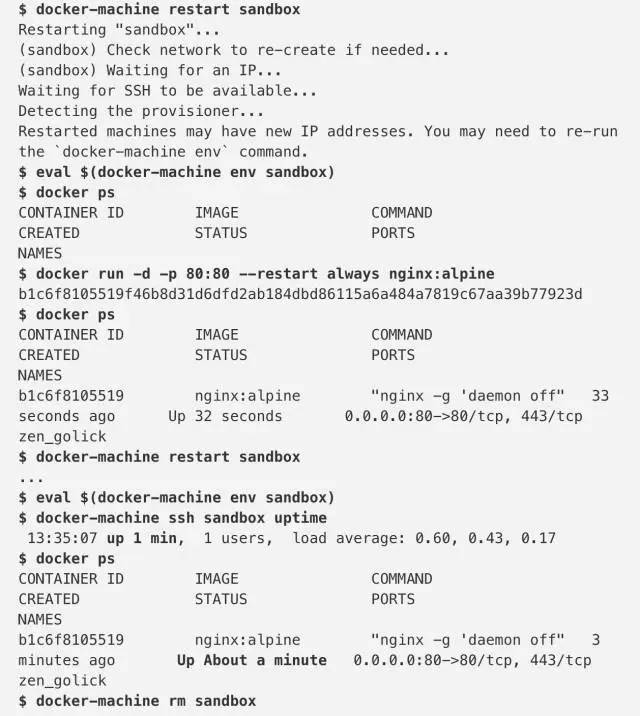 $ docker-machine restart sandbox
Restarting "sandbox"...
(sandbox) Check network to re-create if needed...
(sandbox) Waiting for an IP...
Waiting for SSH to be available...
Detecting the provisioner...
Restarted machines may have new IP addresses. You may need to re-run
the `docker-machine env` command.
$ eval $(docker-machine env sandbox)
$ docker ps
CONTAINER ID        IMAGE               COMMAND
CREATED             STATUS              PORTS
NAMES
$ docker run -d -p 80:80 --restart always nginx:alpine
b1c6f8105519f46b8d31d6dfd2ab184dbd86115a6a484a7819c67aa39b77923d
$ docker ps
CONTAINER ID        IMAGE               COMMAND
CREATED             STATUS              PORTS
NAMES
b1c6f8105519        nginx:alpine        "nginx -g 'daemon off"   33
seconds ago      Up 32 seconds       0.0.0.0:80->80/tcp, 443/tcp
zen_golick
$ docker-machine restart sandbox
...
$ eval $(docker-machine env sandbox)
$ docker-machine ssh sandbox uptime
 13:35:07 up 1 min,  1 users,  load average: 0.60, 0.43, 0.17
$ docker ps
CONTAINER ID        IMAGE               COMMAND
CREATED             STATUS              PORTS
NAMES
b1c6f8105519        nginx:alpine        "nginx -g 'daemon off"   3
minutes ago       Up About a minute   0.0.0.0:80->80/tcp, 443/tcp
zen_golick
$ docker-machine rm sandbox